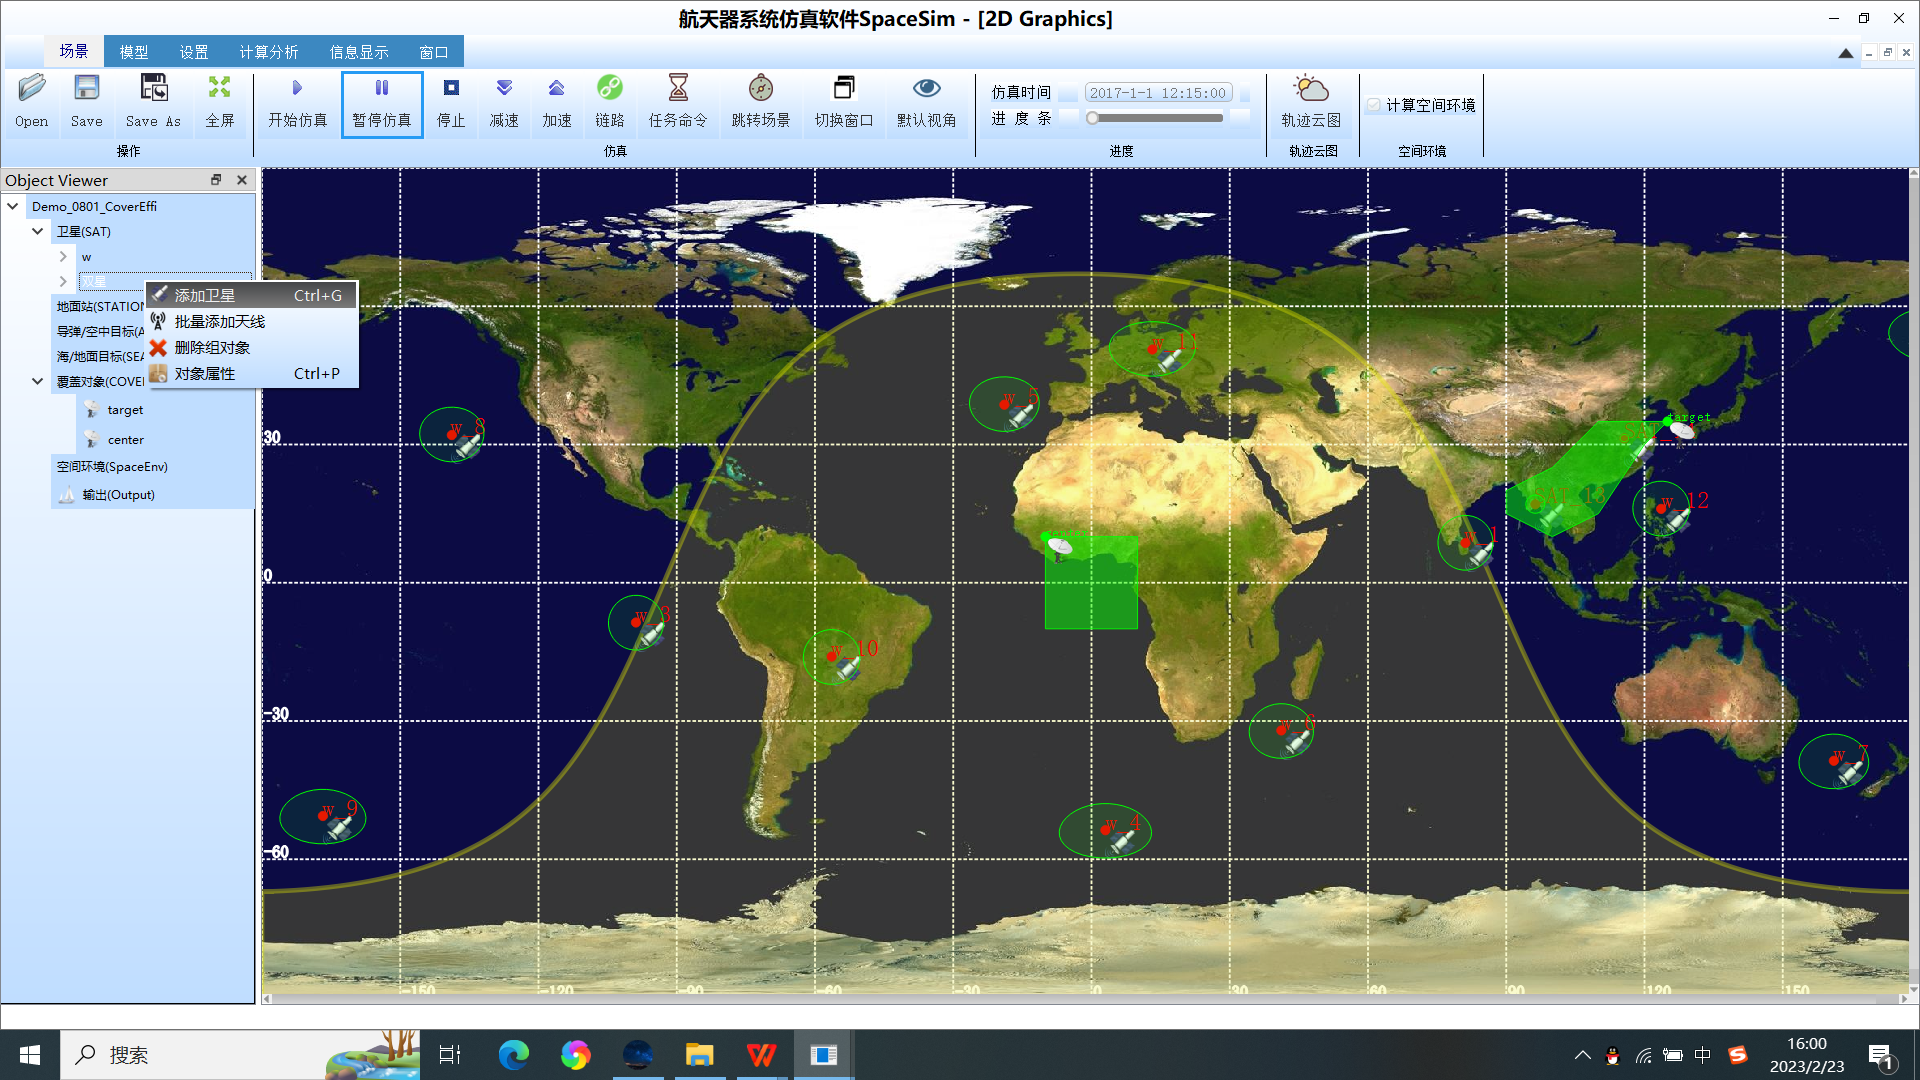 航天器系统仿真软件SpaceSim - [2D Graphics]
场景 模型 设置 计算分析 信息显示 窗口
Open Save Save As 全屏 开始仿真 暂停仿真 停止 减速 加速 链路 任务命令 跳转场景 切换窗口 默认视角
仿真时间 2017-1-1 12:15:00
进 度 条
轨迹云图
计算空间环境
操作 仿真 进度 轨迹云图 空间环境
Object Viewer
Demo_0801_CoverEffi
卫星(SAT)
w
双星
地面站(STATION
导弹/空中目标(A
海/地面目标(SEA
覆盖对象(COVE
target
center
空间环境(SpaceEnv)
输出(Output)
添加卫星 Ctrl+G
批量添加天线
删除组对象
对象属性 Ctrl+P
w_11
w_5
w_8
target
SAT_13
w_12
w_1
w_3
w_10
w_6
w_7
w_9
w_4
30
0
-30
-60
-150 -120 -90 -60 -30 0 30 60 90 120 150
搜索
中
16:00
2023/2/23
1